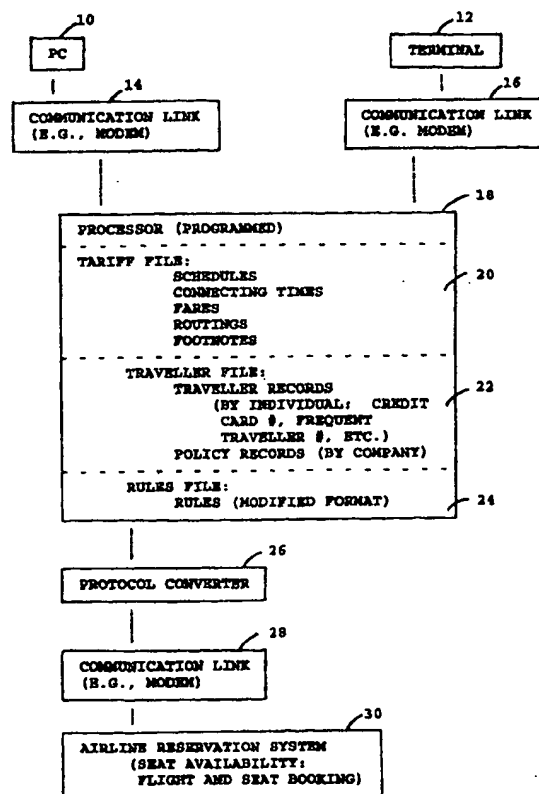 10
PC
12
TERMINAL
14
COMMUNICATION LINK
(E.G., MODEM)
16
COMMUNICATION LINK
(E.G. MODEM)
18
PROCESSOR (PROGRAMMED)
TARIFF FILE:
SCHEDULES
20
CONNECTING TIMES
FARES
ROUTINGS
FOOTNOTES
TRAVELLER FILE:
TRAVELLER RECORDS
22
(BY INDIVIDUAL; CREDIT
CARD #, FREQUENT
TRAVELLER #, ETC.)
POLICY RECORDS (BY COMPANY)
RULES FILE:
RULES (MODIFIED FORMAT)
24
26
PROTOCOL CONVERTER
28
COMMUNICATION LINK
(E.G., MODEM)
30
AIRLINE RESERVATION SYSTEM
(SEAT AVAILABILITY:
FLIGHT AND SEAT BOOKING)